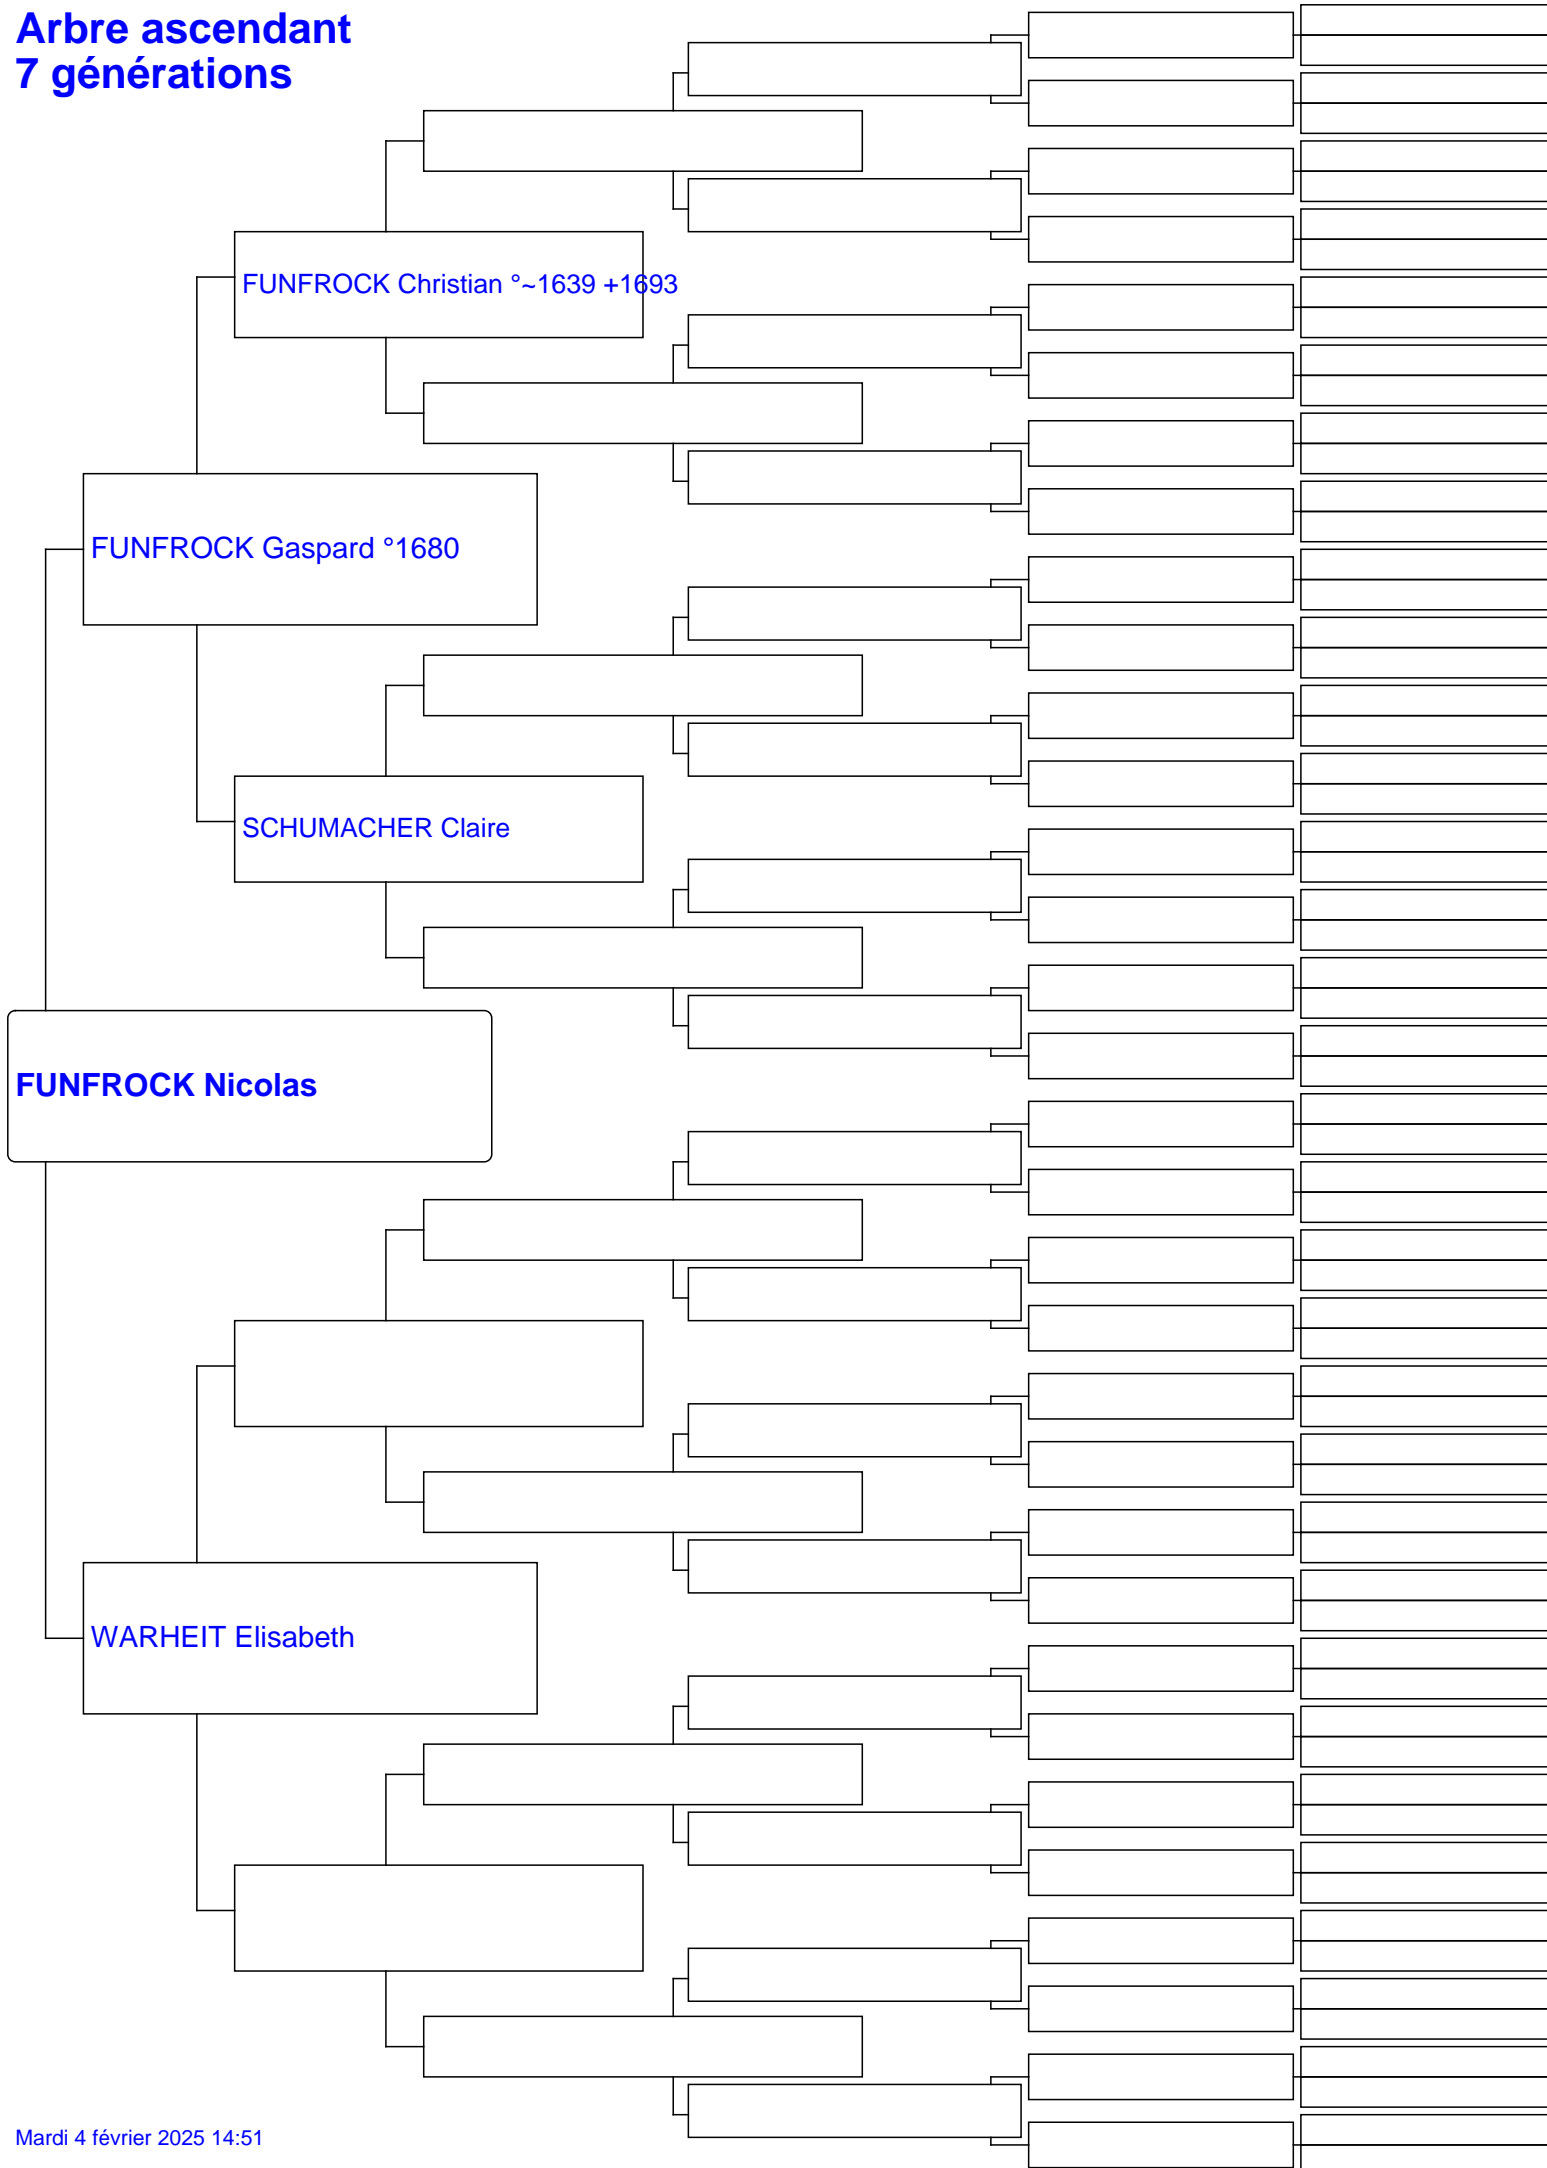 Arbre ascendant
7 générations
FUNFROCK Christian °~1639 +1693
FUNFROCK Gaspard °1680
SCHUMACHER Claire
FUNFROCK Nicolas
WARHEIT Elisabeth
Mardi 4 février 2025 14:51